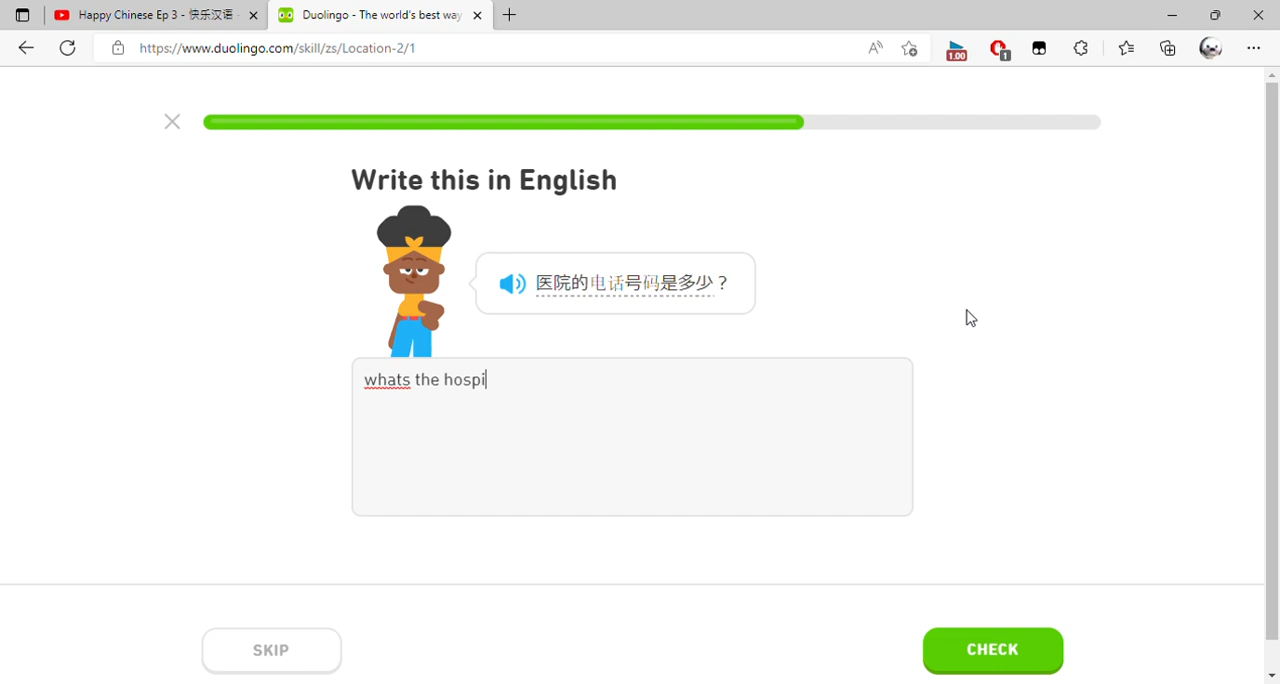 Happy Chinese Ep 3 - 快乐汉语 -
Duolingo - The world's best way
https://www.duolingo.com/skill/zs/Location-2/1
1.00
1
Write this in English
医院的电话号码是多少？
whats the hospi
SKIP
CHECK